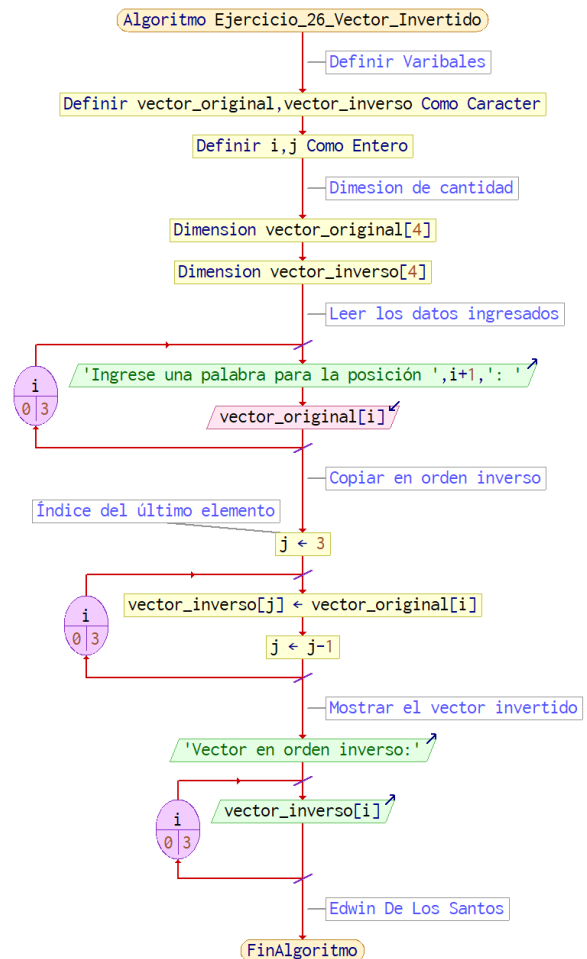 Algoritmo Ejercicio_26_Vector_Invertido
Definir Varibales
Definir vector_original,vector_inverso Como Caracter
Definir i,j Como Entero
Dimesion de cantidad
Dimension vector_original[4]
Dimension vector_inverso[4]
Leer los datos ingresados
i
0 3
'Ingrese una palabra para la posición ',i+1,': '
vector_original[i]
Copiar en orden inverso
Índice del último elemento
j ← 3
i
0 3
vector_inverso[j] ← vector_original[i]
j ← j-1
Mostrar el vector invertido
'Vector en orden inverso:'
i
0 3
vector_inverso[i]
Edwin De Los Santos
FinAlgoritmo